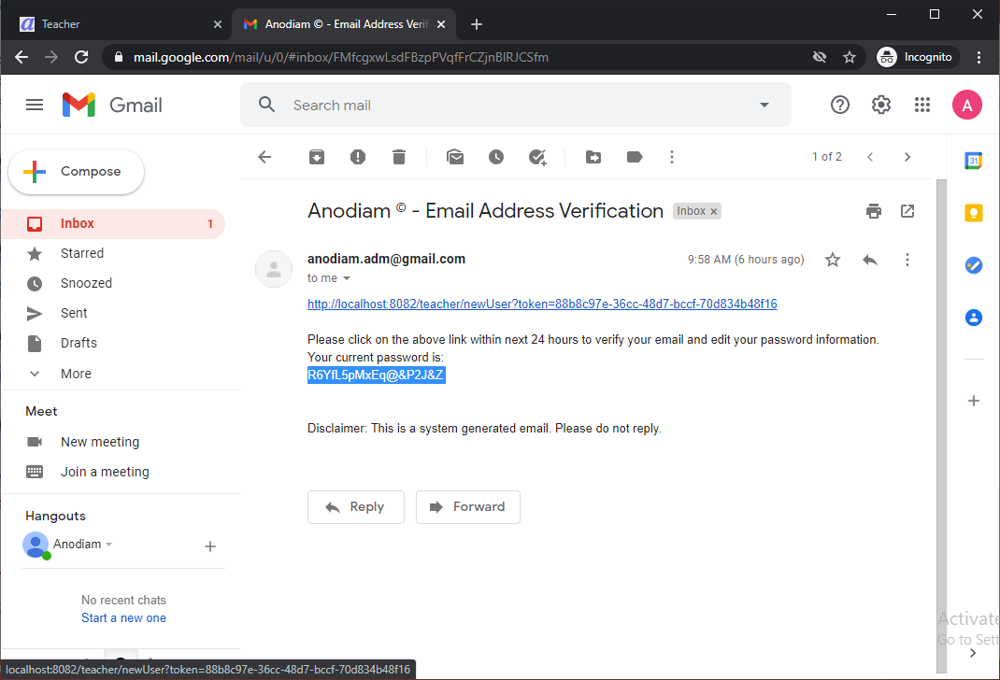 Teacher
Anodiam © - Email Address Verif
mail.google.com/mail/u/0/#inbox/FMfcgxwLsdFBzpPVqfFrCZjnBlRJCSfm
Incognito
Gmail
Search mail
A
Compose
1 of 2
31
Anodiam © - Email Address Verification
Inbox x
Inbox 1
Starred
Snoozed
Sent
Drafts
More
anodiam.adm@gmail.com
9:58 AM (6 hours ago)
to me
http://localhost:8082/teacher/newUser?token=88b8c97e-36cc-48d7-bccf-70d834b48f16
Please click on the above link within next 24 hours to verify your email and edit your password information.
Your current password is:
R6YfL5pMxEq@&P2J&Z
Disclaimer: This is a system generated email. Please do not reply.
Reply
Forward
Meet
New meeting
Join a meeting
Hangouts
Anodiam
No recent chats
Start a new one
Activate
Go to Sett
localhost:8082/teacher/newUser?token=88b8c97e-36cc-48d7-bccf-70d834b48f16